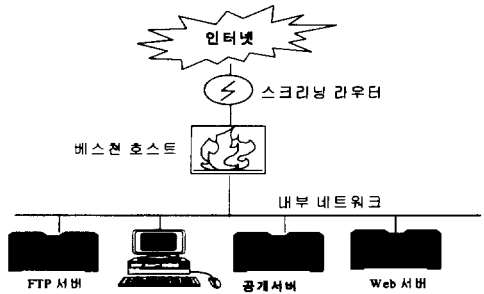 인터넷
스크리닝 라우터
베스쳔 호스트
내부 네트워크
FTP 서버
공개서버
Web 서버